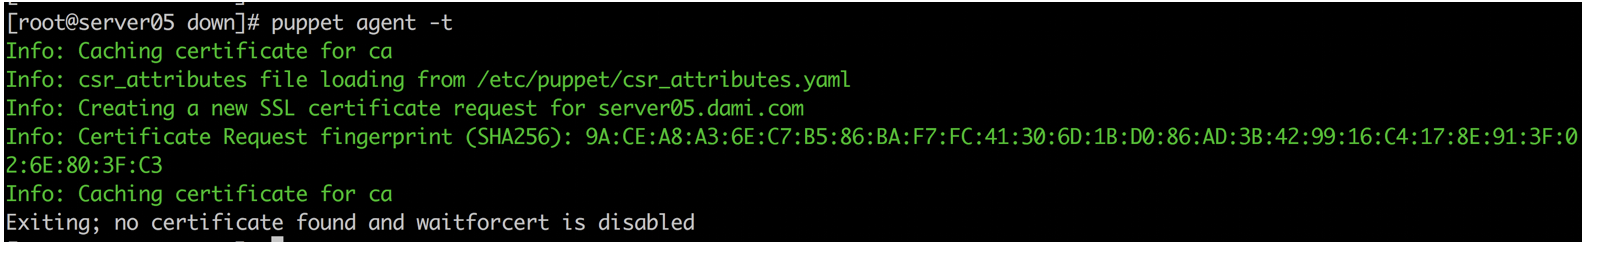 [root@server05 down]# puppet agent -t
Info: Caching certificate for ca
Info: csr_attributes file loading from /etc/puppet/csr_attributes.yaml
Info: Creating a new SSL certificate request for server05.dami.com
Info: Certificate Request fingerprint (SHA256): 9A:CE:A8:A3:6E:C7:B5:86:BA:F7:FC:41:30:6D:1B:D0:86:AD:3B:42:99:16:C4:17:8E:91:3F:0
2:6E:80:3F:C3
Info: Caching certificate for ca
Exiting; no certificate found and waitforcert is disabled